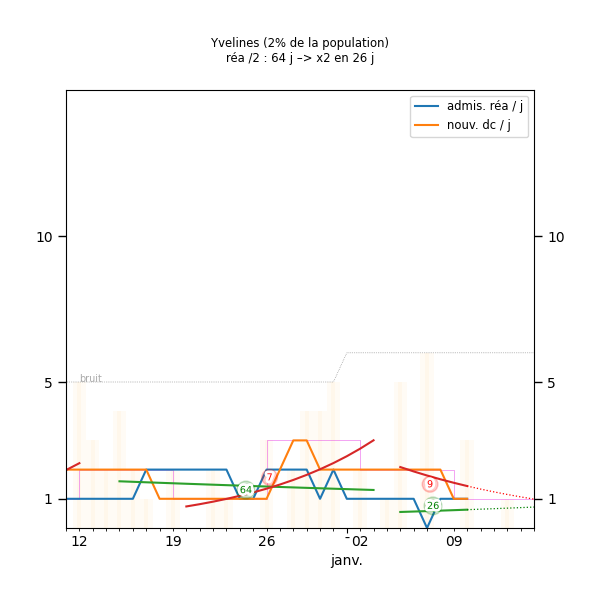 Yvelines (2% de la population)
réa /2 : 64 j –> x2 en 26 j
admis. réa / j
nouv. dc / j
10
10
bruit
5
5
64
7
9
26
1
1
12
19
26
02
09
janv.